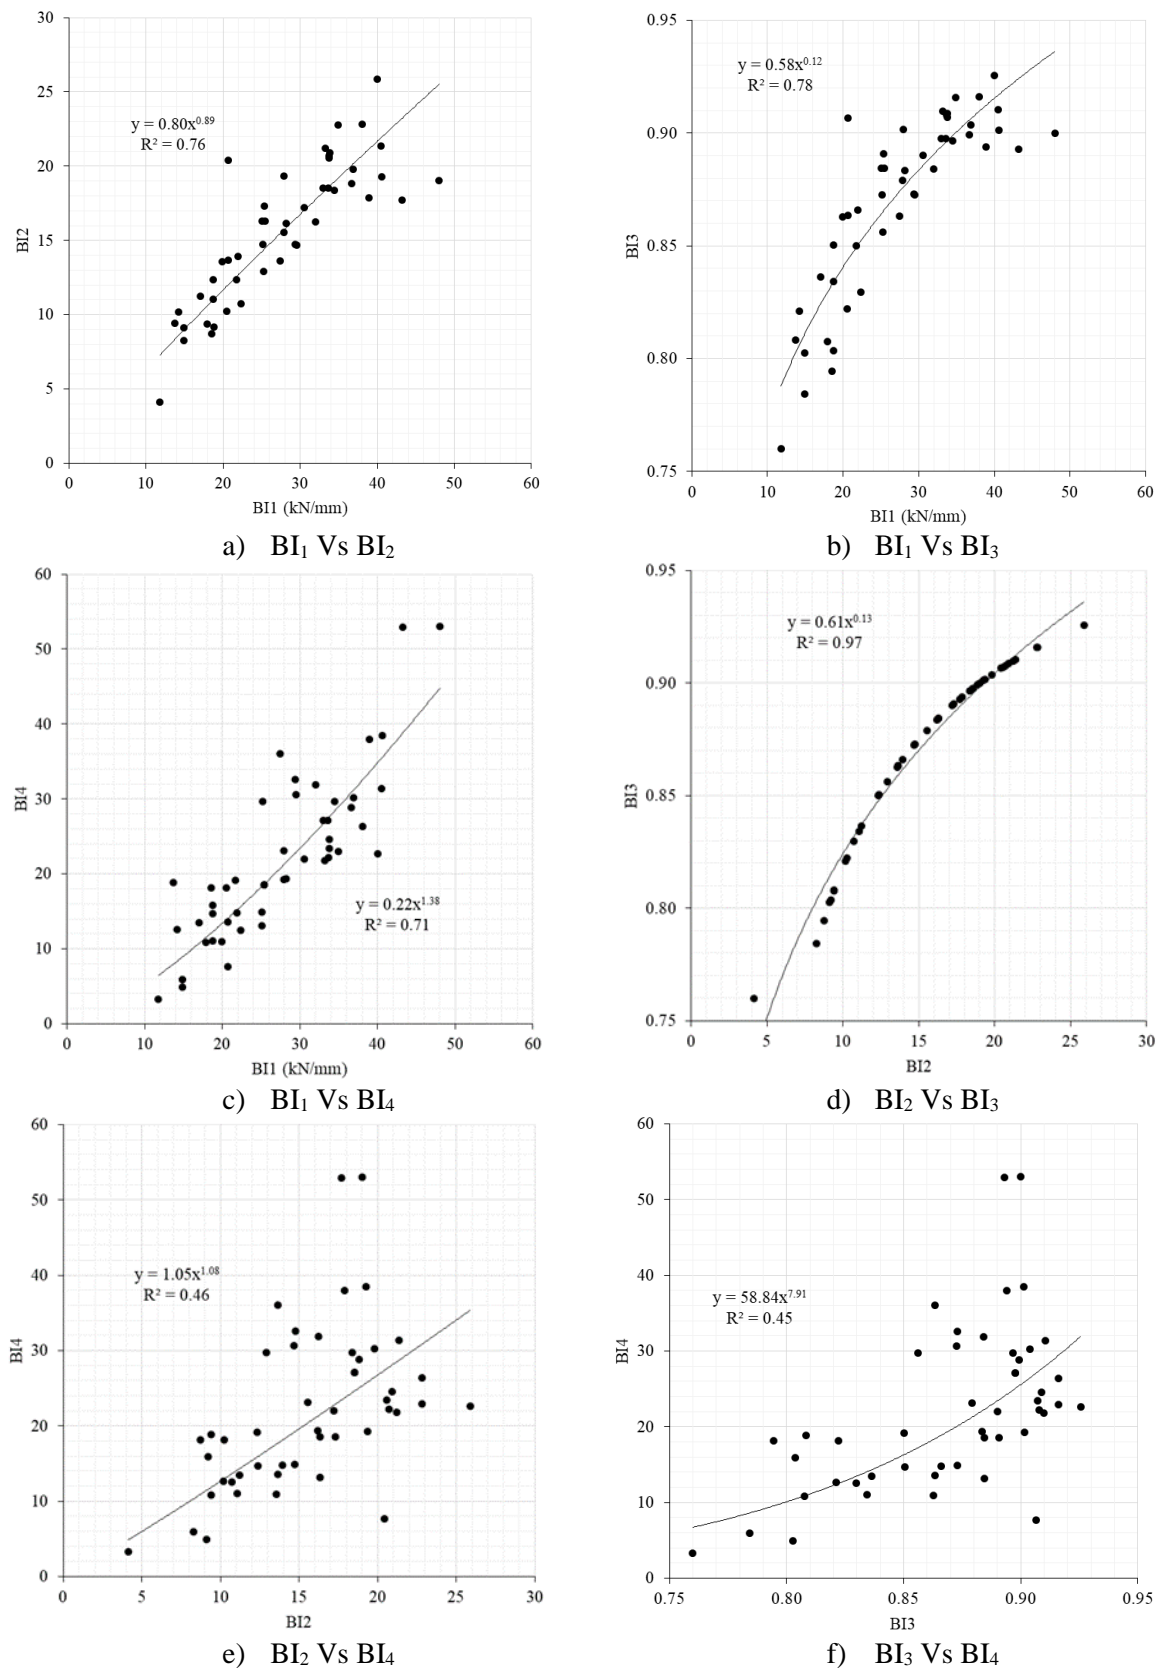 30
25
20
15
10
5
0
BI2
y = 0.80x^0.89
R² = 0.76
0 10 20 30 40 50 60
BI1 (kN/mm)
a) BI₁ Vs BI₂
0.95
0.90
0.85
0.80
0.75
BI3
y = 0.58x^0.12
R² = 0.78
0 10 20 30 40 50 60
BI1 (kN/mm)
b) BI₁ Vs BI₃
60
50
40
30
20
10
0
BI4
y = 0.22x^1.38
R² = 0.71
0 10 20 30 40 50 60
BI1 (kN/mm)
c) BI₁ Vs BI₄
0.95
0.90
0.85
0.80
0.75
BI3
y = 0.61x^0.13
R² = 0.97
0 5 10 15 20 25 30
BI2
d) BI₂ Vs BI₃
60
50
40
30
20
10
0
BI4
y = 1.05x^1.08
R² = 0.46
0 5 10 15 20 25 30
BI2
e) BI₂ Vs BI₄
60
50
40
30
20
10
0
BI4
y = 58.84x^7.91
R² = 0.45
0.75 0.80 0.85 0.90 0.95
BI3
f) BI₃ Vs BI₄